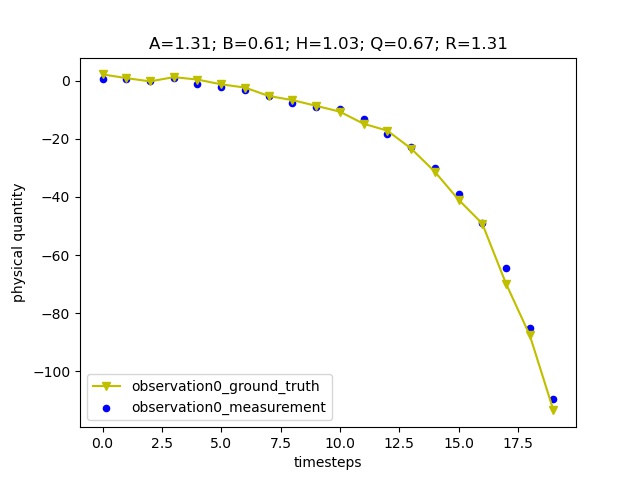 A=1.31; B=0.61; H=1.03; Q=0.67; R=1.31
physical quantity
0
−20
−40
−60
−80
−100
observation0_ground_truth
observation0_measurement
0.0 2.5 5.0 7.5 10.0 12.5 15.0 17.5
timesteps